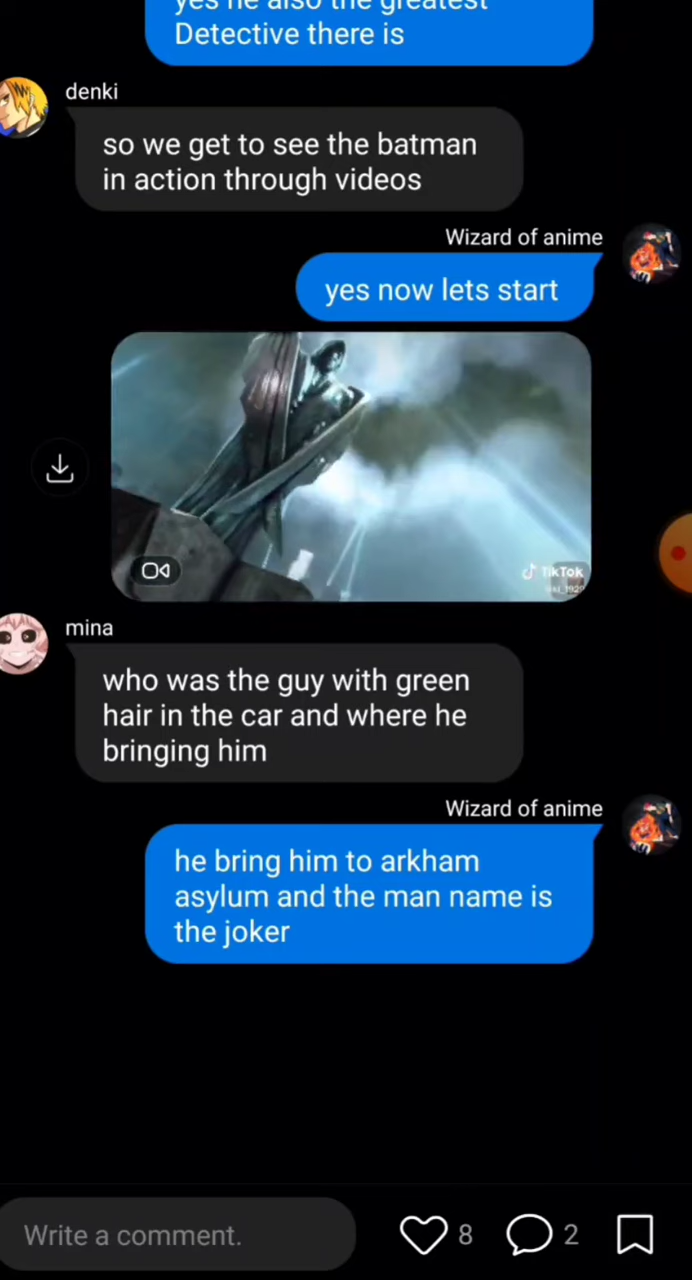 yes he also the greatest
Detective there is
denki
so we get to see the batman
in action through videos
Wizard of anime
yes now lets start
TikTok
mina
who was the guy with green
hair in the car and where he
bringing him
Wizard of anime
he bring him to arkham
asylum and the man name is
the joker
Write a comment.
8
2